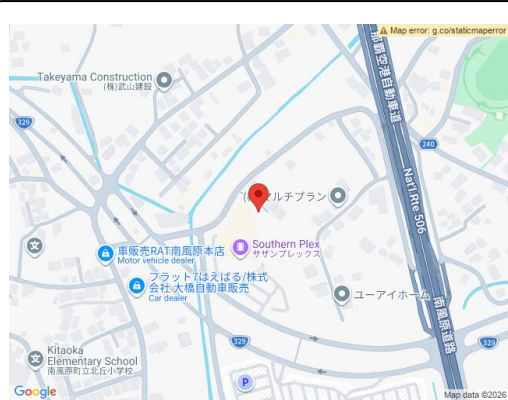 Map error: g.co/staticmaperror
那覇空港自動車道
Takeyama Construction
(株)武山建設
329
240
Nat'l Rte 506
マルチプラン
Southern Plex
サザンプレックス
車販売RAT南風原本店
Motor vehicle dealer
フラット7はえばる/株式
会社 大橋自動車販売
Car dealer
ユーアイホーム
南風原道路
329
329
Kitaoka
Elementary School
南風原町立北丘小学校
P
文
Google
Map data ©2026